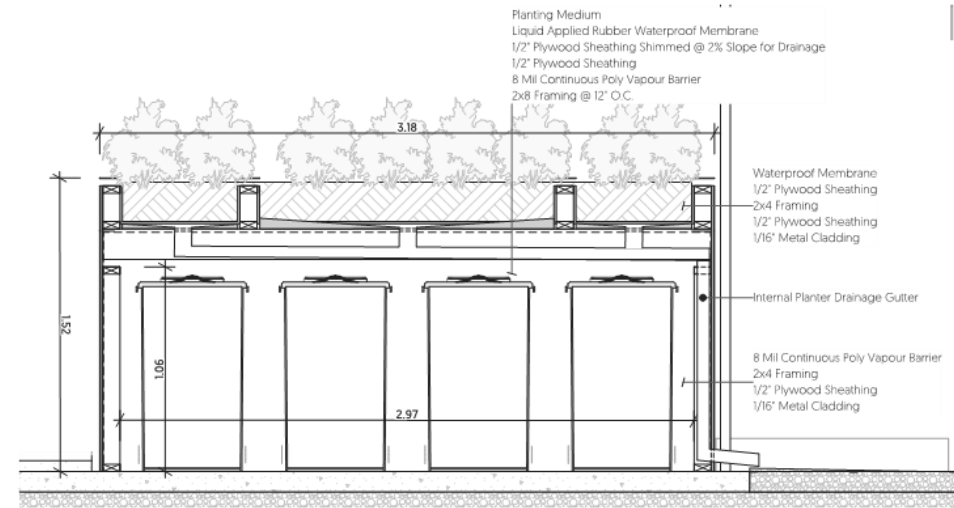 Planting Medium
Liquid Applied Rubber Waterproof Membrane
1/2" Plywood Sheathing Shimmed @ 2% Slope for Drainage
1/2" Plywood Sheathing
8 Mil Continuous Poly Vapour Barrier
2x8 Framing @ 12" O.C.
3.18
Waterproof Membrane
1/2" Plywood Sheathing
2x4 Framing
1/2" Plywood Sheathing
1/16" Metal Cladding
Internal Planter Drainage Gutter
1.52
1.06
8 Mil Continuous Poly Vapour Barrier
2x4 Framing
1/2" Plywood Sheathing
1/16" Metal Cladding
2.97